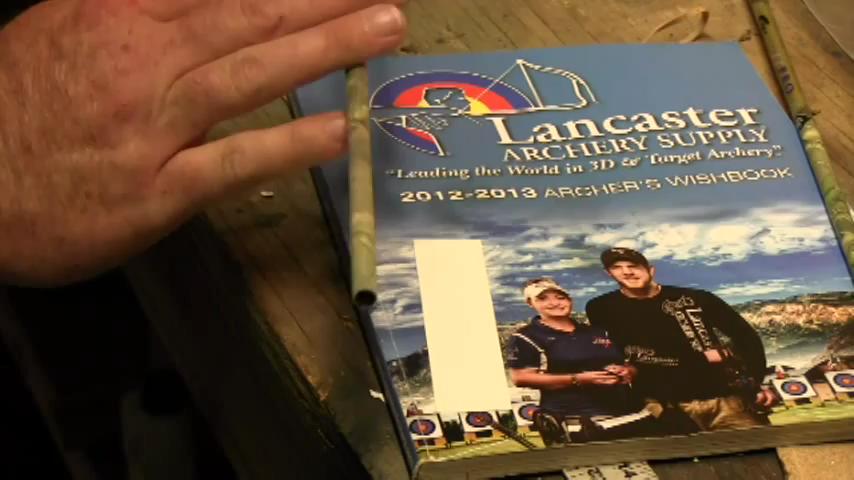 Lancaster
ARCHERY SUPPLY
"Leading the World in 3D & Target Archery"
2012-2013 ARCHER'S WISHBOOK